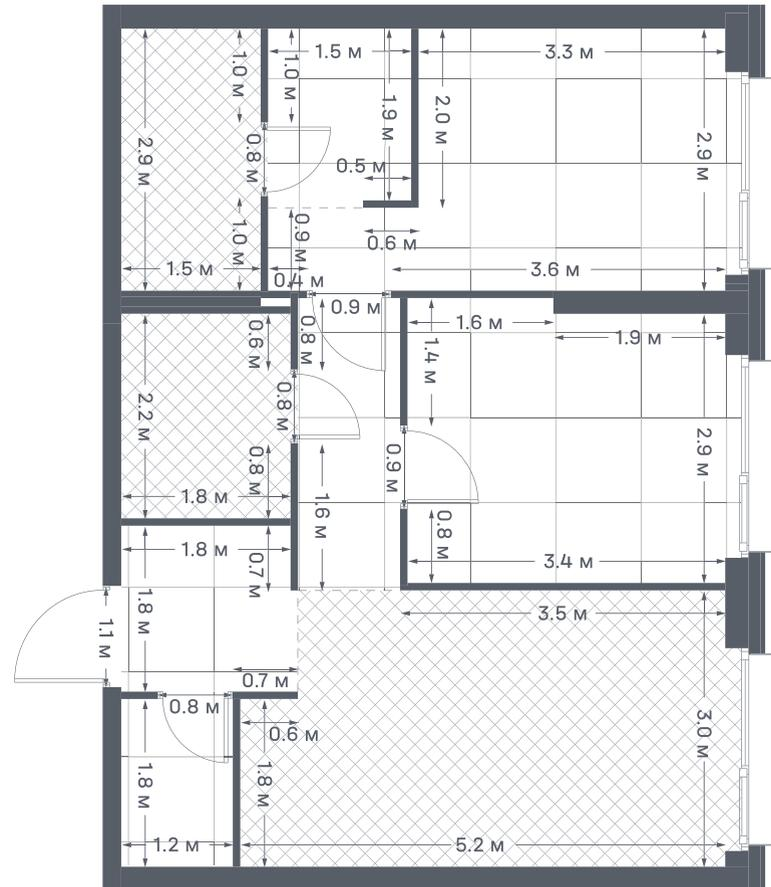 1.5 м
3.3 м
1.0 м
1.0 м
1.9 м
2.0 м
2.9 м
0.8 м
0.5 м
2.9 м
1.0 м
0.9 м
0.6 м
1.5 м
0.4 м
3.6 м
0.9 м
0.6 м
0.8 м
1.6 м
1.9 м
1.4 м
2.2 м
0.8 м
2.9 м
0.8 м
0.9 м
1.8 м
1.6 м
0.8 м
1.8 м
0.7 м
3.4 м
1.1 м
1.8 м
3.5 м
0.7 м
0.8 м
0.6 м
3.0 м
1.8 м
1.8 м
1.2 м
5.2 м